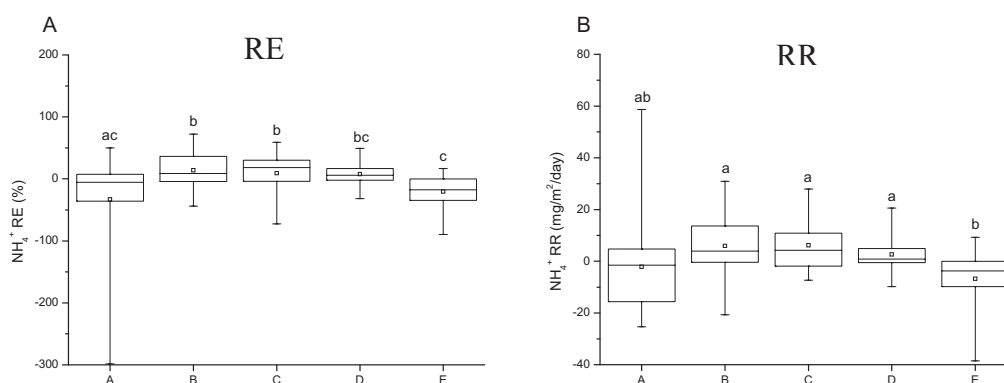 A
RE
200
100
0
-100
-200
-300
NH₄⁺ RE (%)
ac
b
b
bc
c
A
B
C
D
E
B
RR
80
60
40
20
0
-20
-40
NH₄⁺ RR (mg/m²/day)
ab
a
a
a
b
A
B
C
D
E